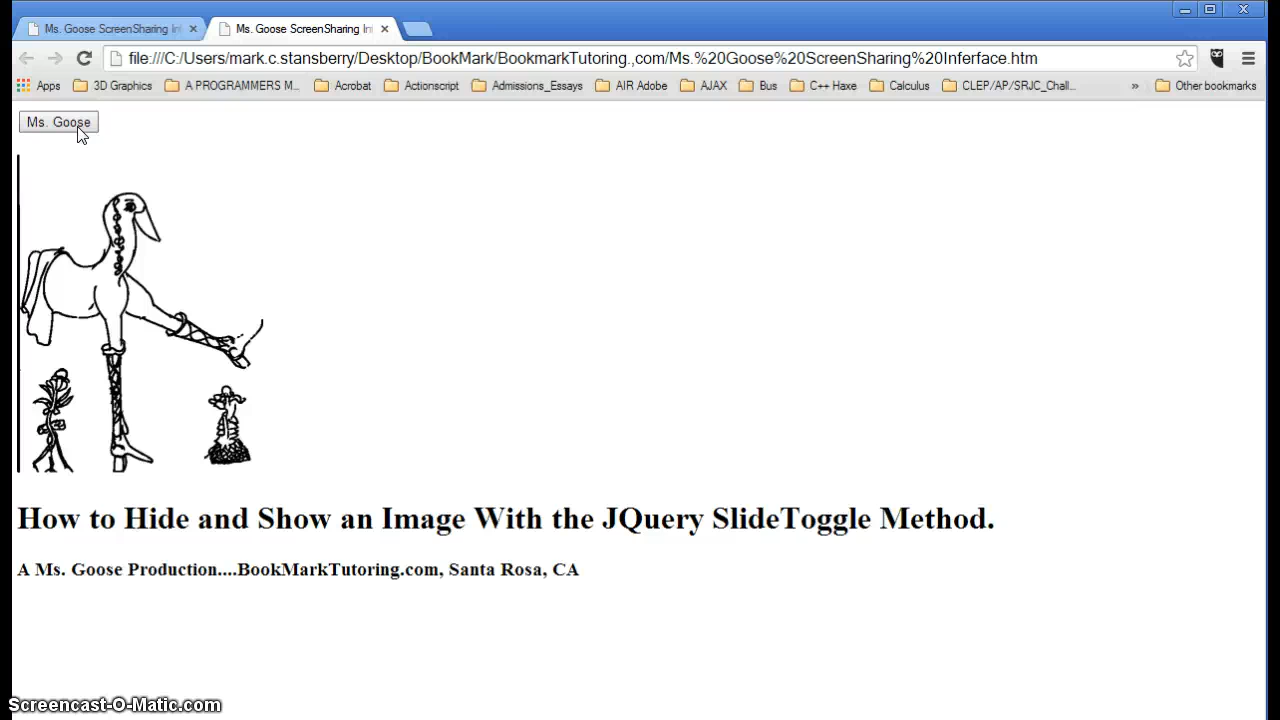 Ms. Goose ScreenSharing Inf
Ms. Goose ScreenSharing Inf
file:///C:/Users/mark.c.stansberry/Desktop/BookMark/BookmarkTutoring.,com/Ms.%20Goose%20ScreenSharing%20Inferface.htm
Apps 3D Graphics A PROGRAMMERS M... Acrobat Actionscript Admissions_Essays AIR Adobe AJAX Bus C++ Haxe Calculus CLEP/AP/SRJC_Chall... » Other bookmarks
Ms. Goose
How to Hide and Show an Image With the JQuery SlideToggle Method.
A Ms. Goose Production....BookMarkTutoring.com, Santa Rosa, CA
Screencast-O-Matic.com